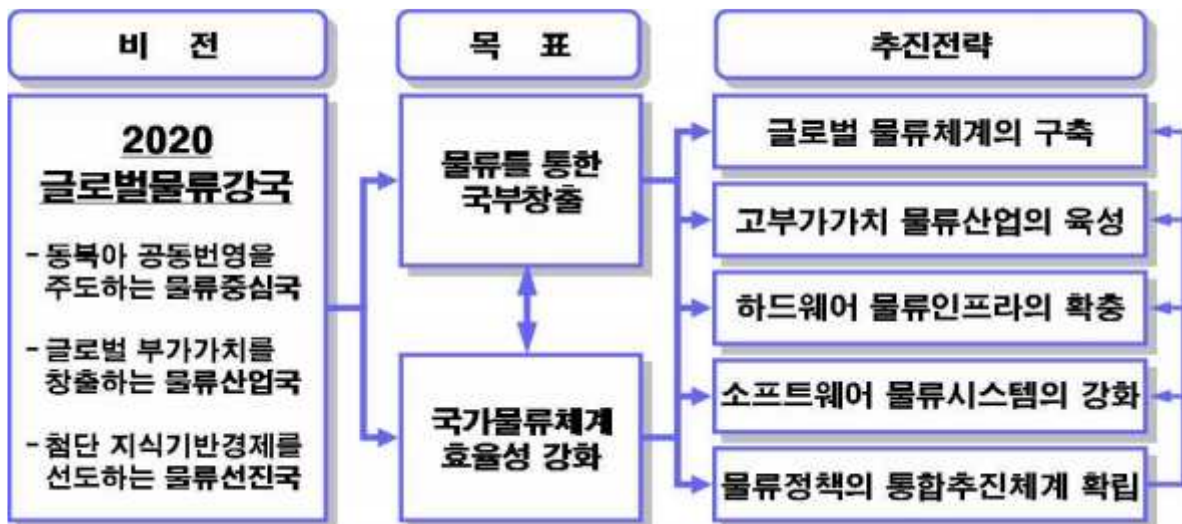 비 전
목 표
추진전략
2020
글로벌물류강국
- 동북아 공동번영을
주도하는 물류중심국
- 글로벌 부가가치를
창출하는 물류산업국
- 첨단 지식기반경제를
선도하는 물류선진국
물류를 통한
국부창출
국가물류체계
효율성 강화
글로벌 물류체계의 구축
고부가가치 물류산업의 육성
하드웨어 물류인프라의 확충
소프트웨어 물류시스템의 강화
물류정책의 통합추진체계 확립